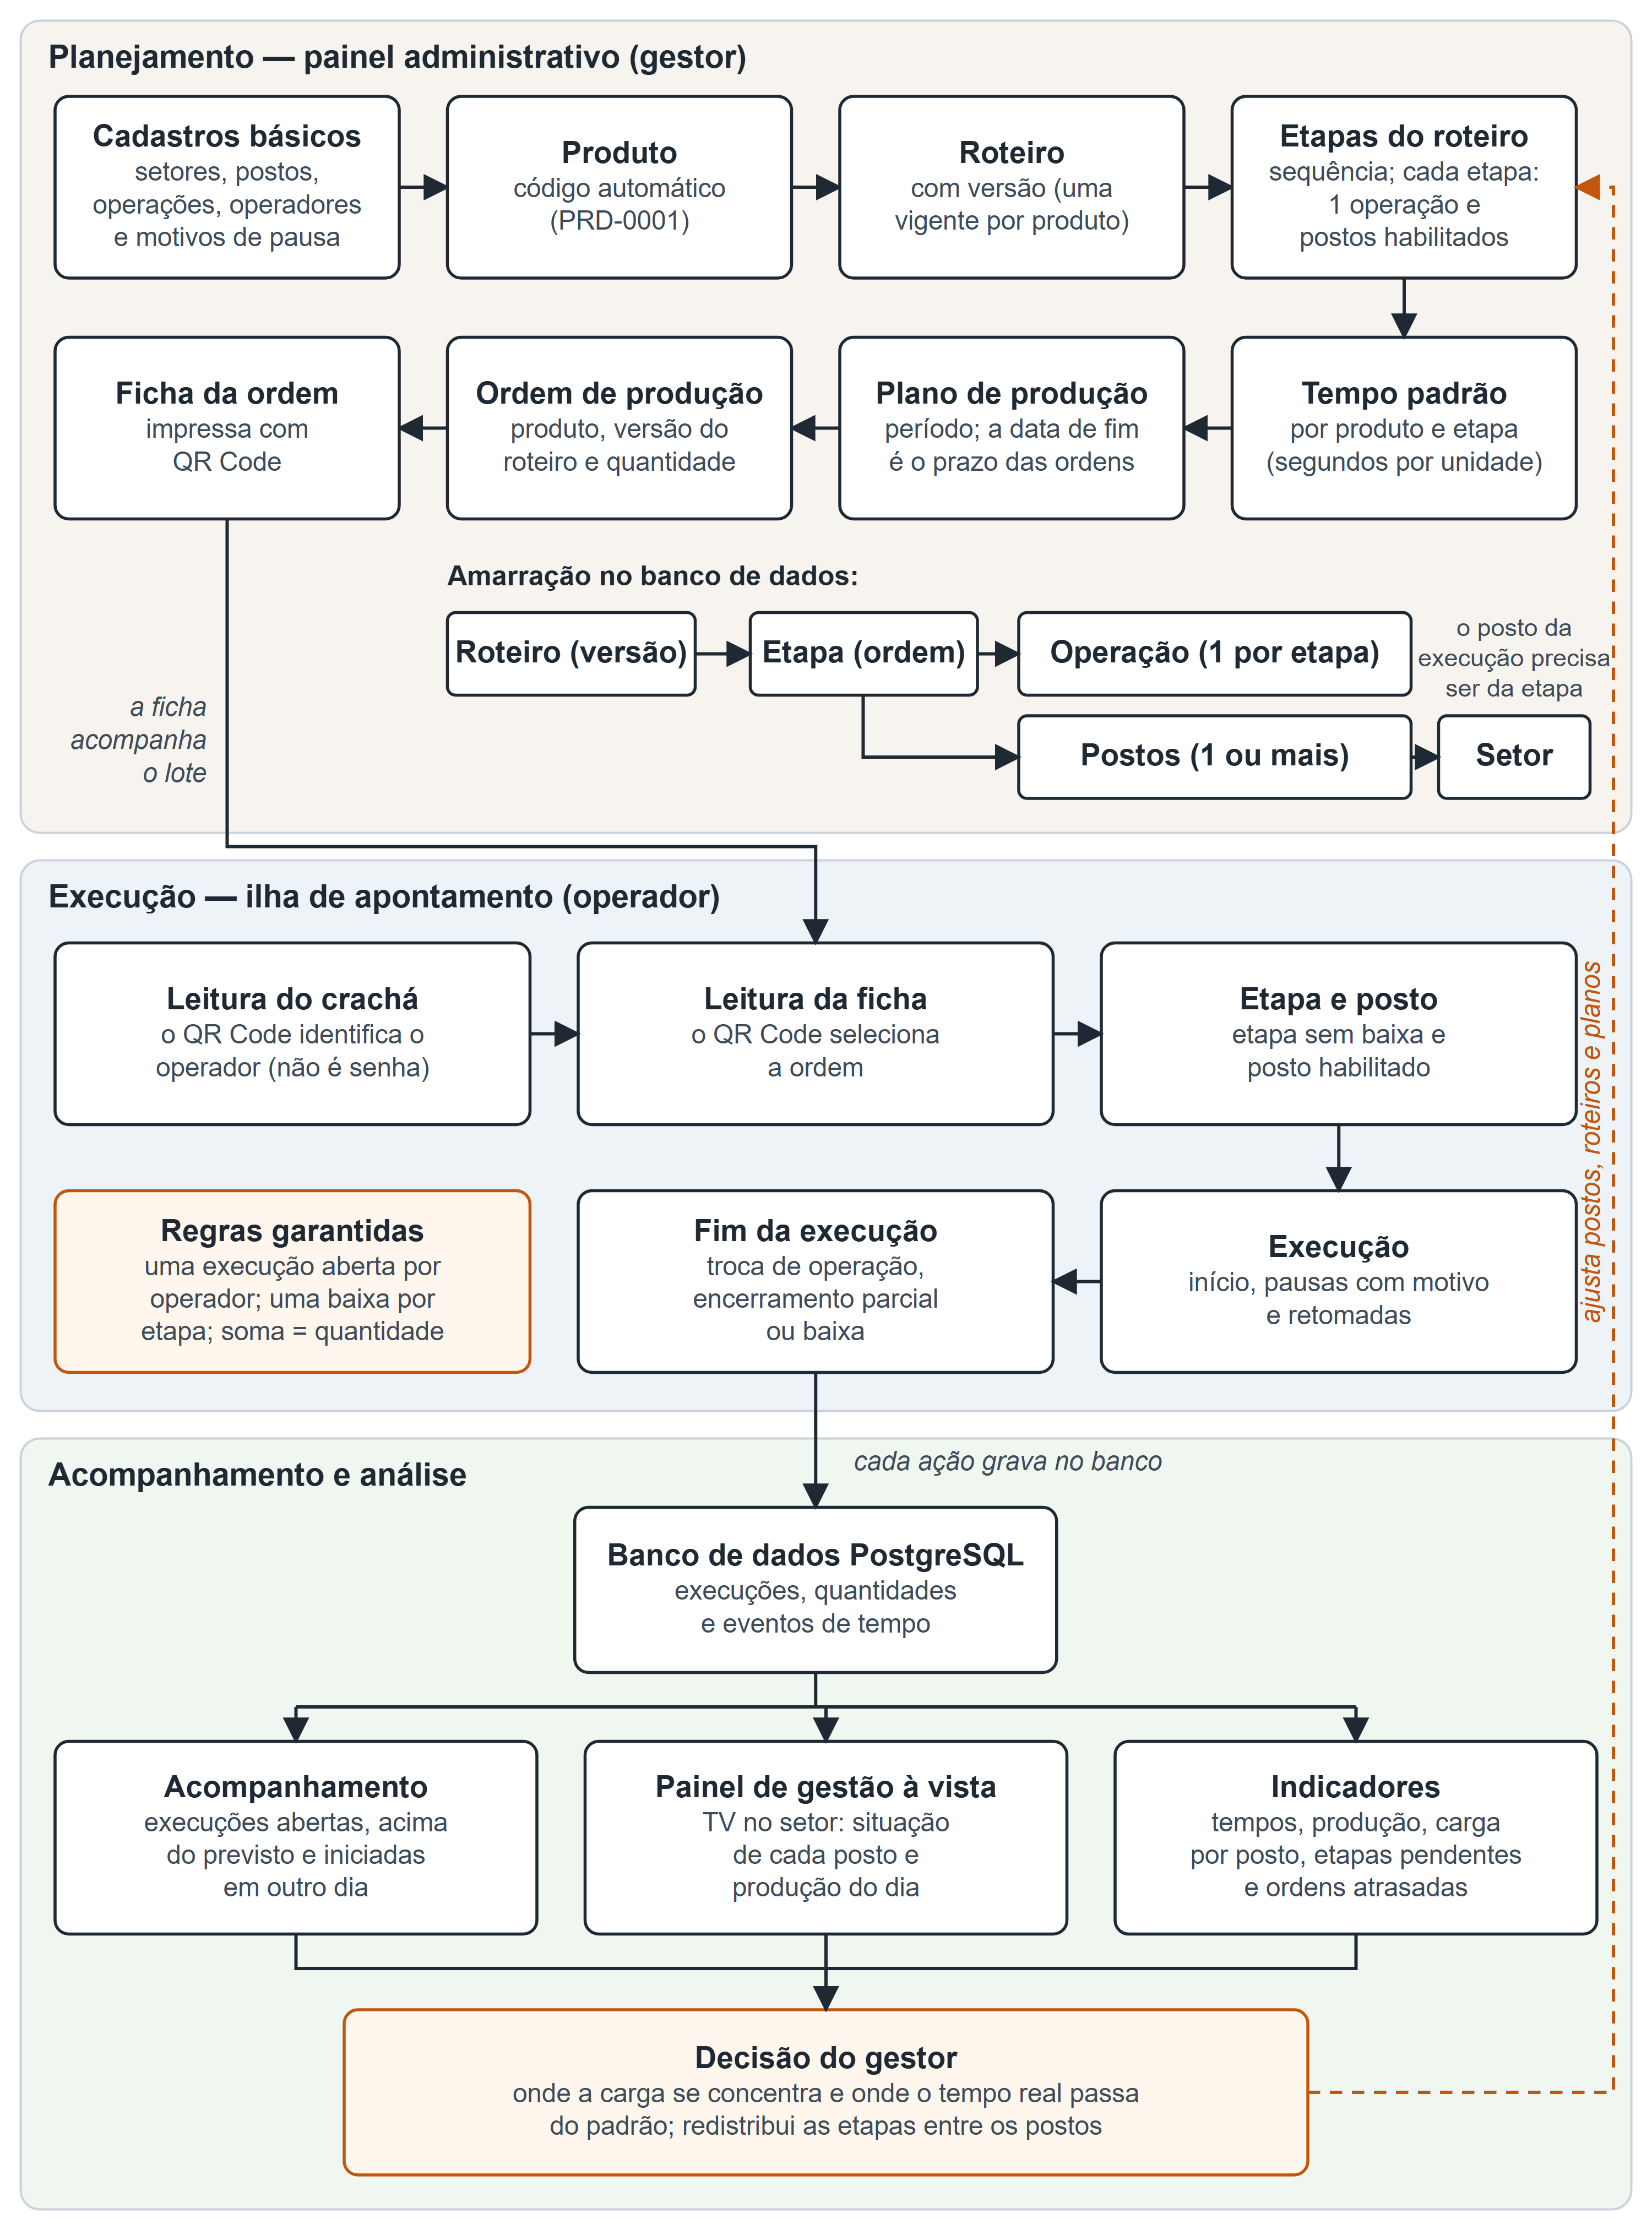 Planejamento — painel administrativo (gestor)
Cadastros básicos
setores, postos,
operações, operadores
e motivos de pausa
Produto
código automático
(PRD-0001)
Roteiro
com versão (uma
vigente por produto)
Etapas do roteiro
sequência; cada etapa:
1 operação e
postos habilitados
Ficha da ordem
impressa com
QR Code
Ordem de produção
produto, versão do
roteiro e quantidade
Plano de produção
período; a data de fim
é o prazo das ordens
Tempo padrão
por produto e etapa
(segundos por unidade)
Amarração no banco de dados:
Roteiro (versão)
Etapa (ordem)
Operação (1 por etapa)
o posto da
execução precisa
ser da etapa
Postos (1 ou mais)
Setor
a ficha
acompanha
o lote
Execução — ilha de apontamento (operador)
Leitura do crachá
o QR Code identifica o
operador (não é senha)
Leitura da ficha
o QR Code seleciona
a ordem
Etapa e posto
etapa sem baixa e
posto habilitado
ajusta postos, roteiros e planos
Regras garantidas
uma execução aberta por
operador; uma baixa por
etapa; soma = quantidade
Fim da execução
troca de operação,
encerramento parcial
ou baixa
Execução
início, pausas com motivo
e retomadas
Acompanhamento e análise
cada ação grava no banco
Banco de dados PostgreSQL
execuções, quantidades
e eventos de tempo
Acompanhamento
execuções abertas, acima
do previsto e iniciadas
em outro dia
Painel de gestão à vista
TV no setor: situação
de cada posto e
produção do dia
Indicadores
tempos, produção, carga
por posto, etapas pendentes
e ordens atrasadas
Decisão do gestor
onde a carga se concentra e onde o tempo real passa
do padrão; redistribui as etapas entre os postos